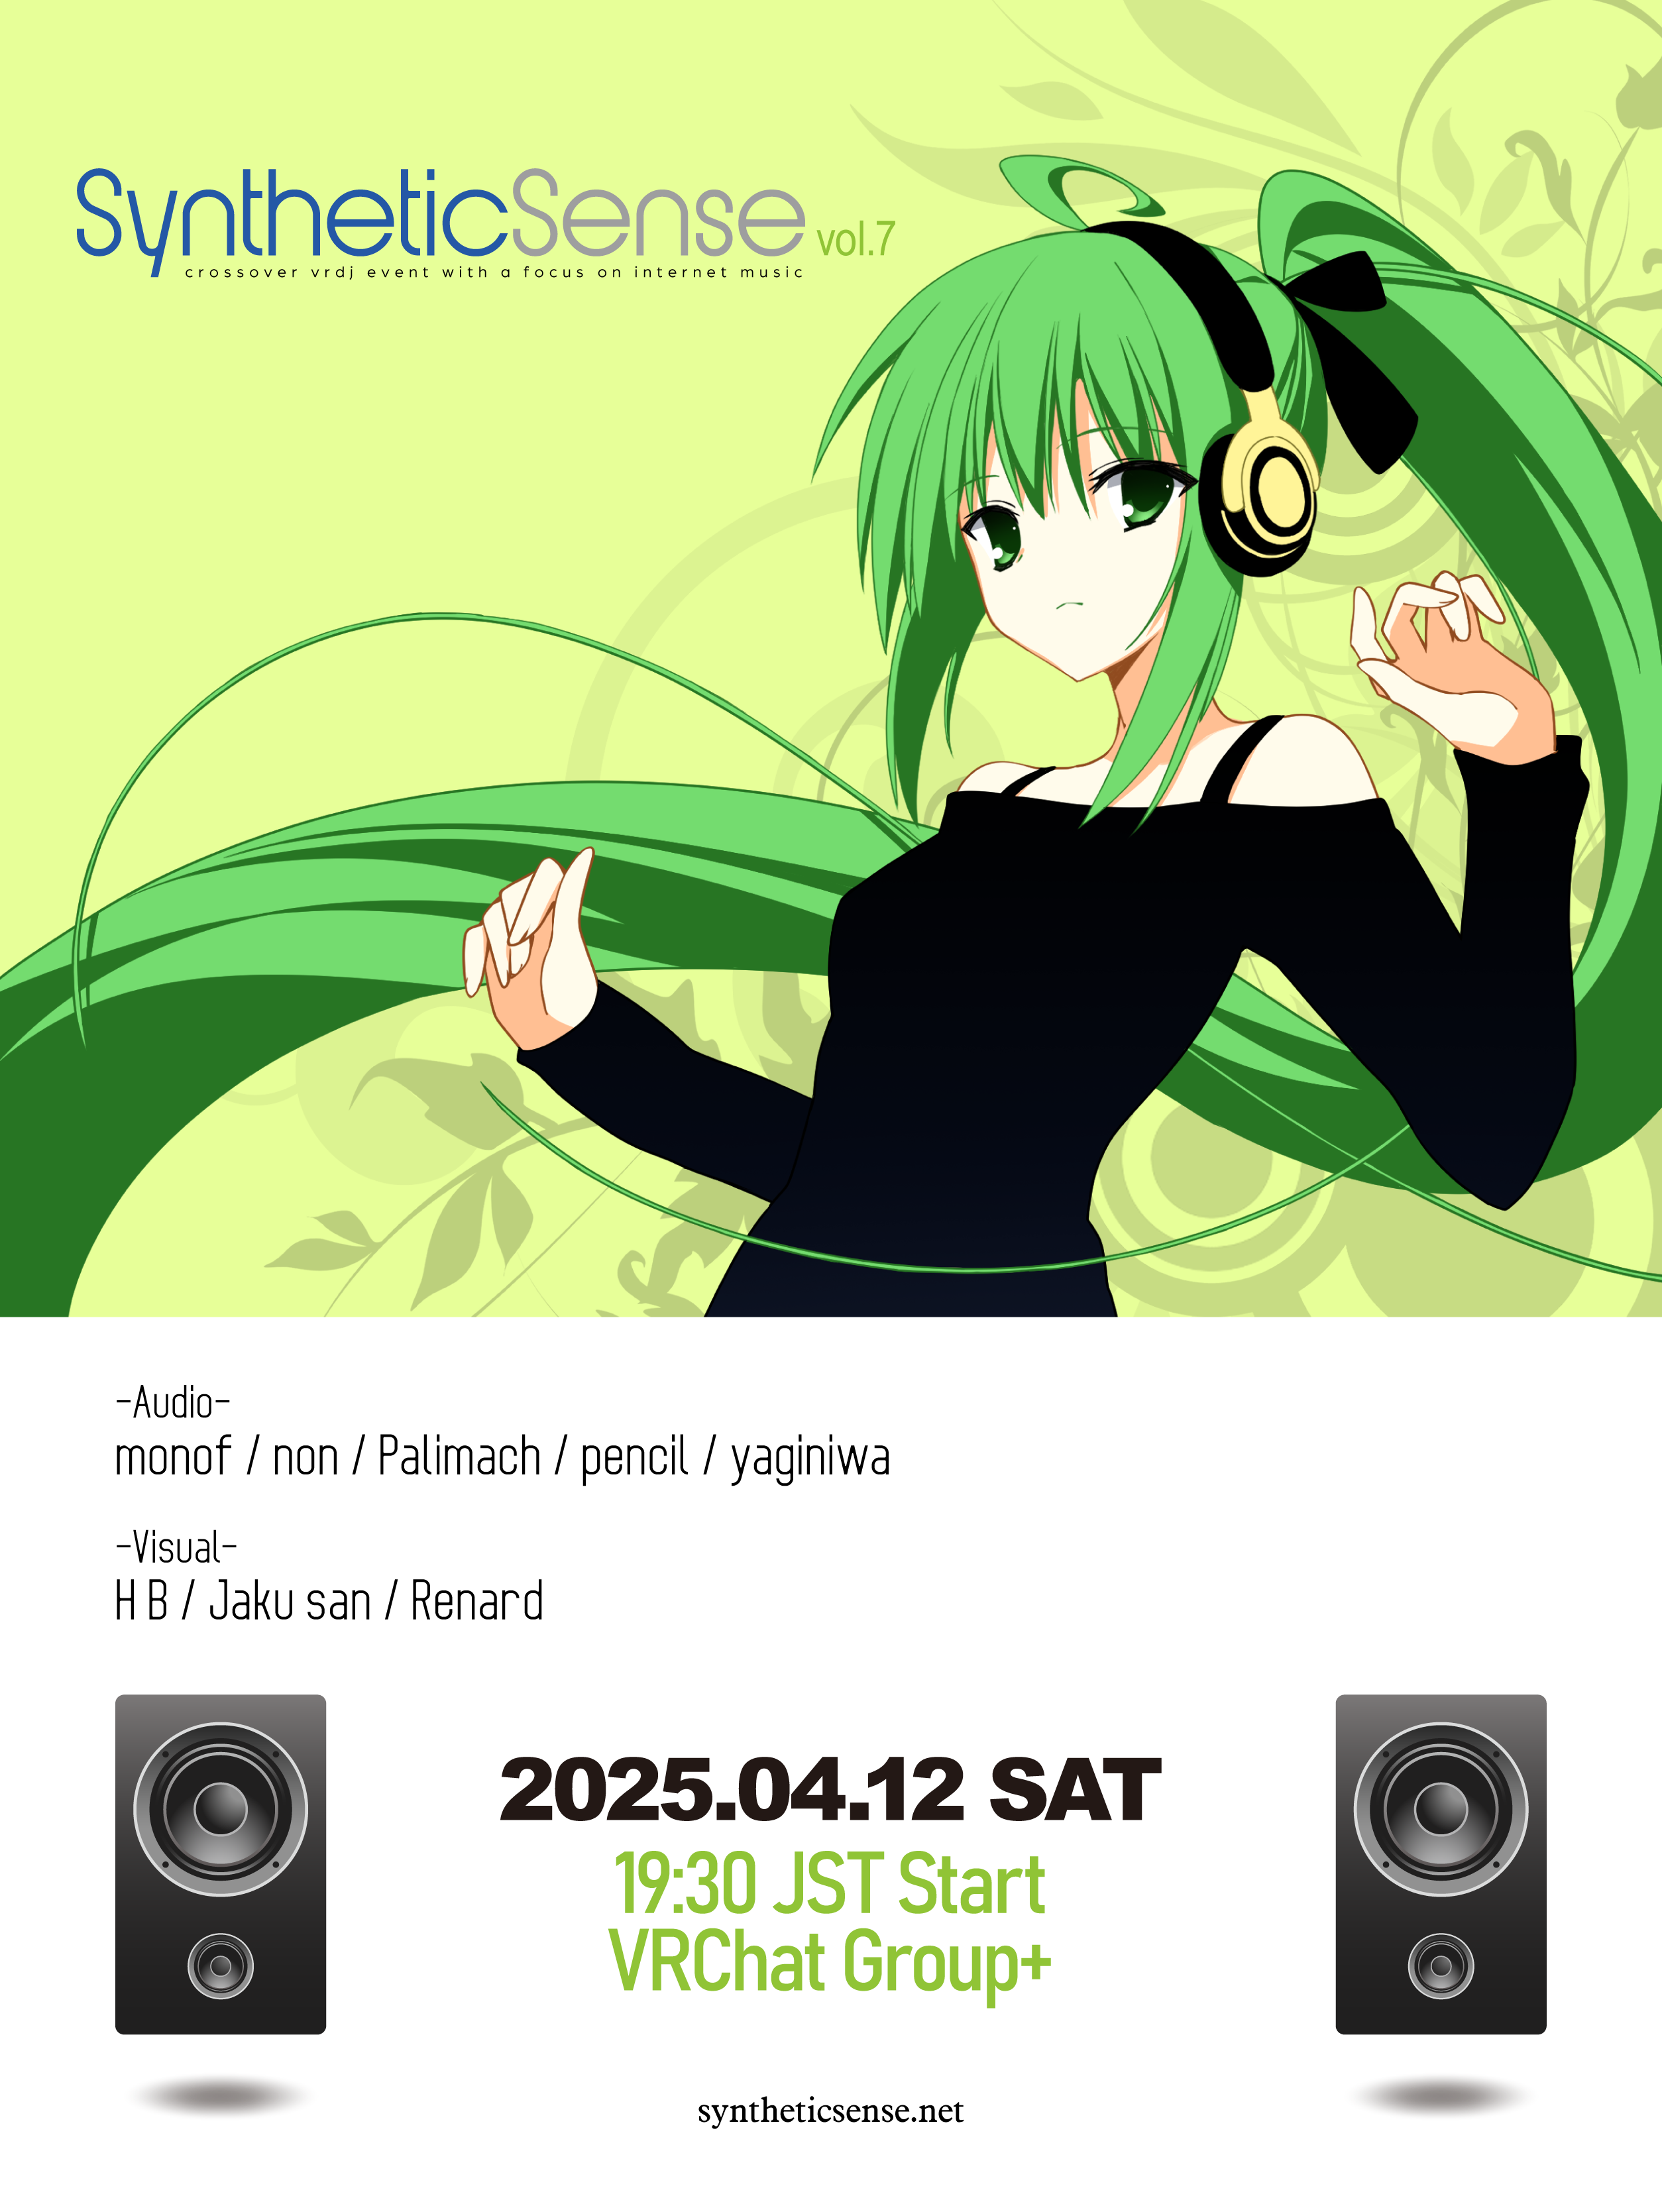 SyntheticSense vol.7
crossover vrdj event with a focus on internet music
-Audio-
monof / non / Palimach / pencil / yaginiwa
-Visual-
H B / Jaku san / Renard
2025.04.12 SAT
19:30 JST Start
VRChat Group+
syntheticsense.net